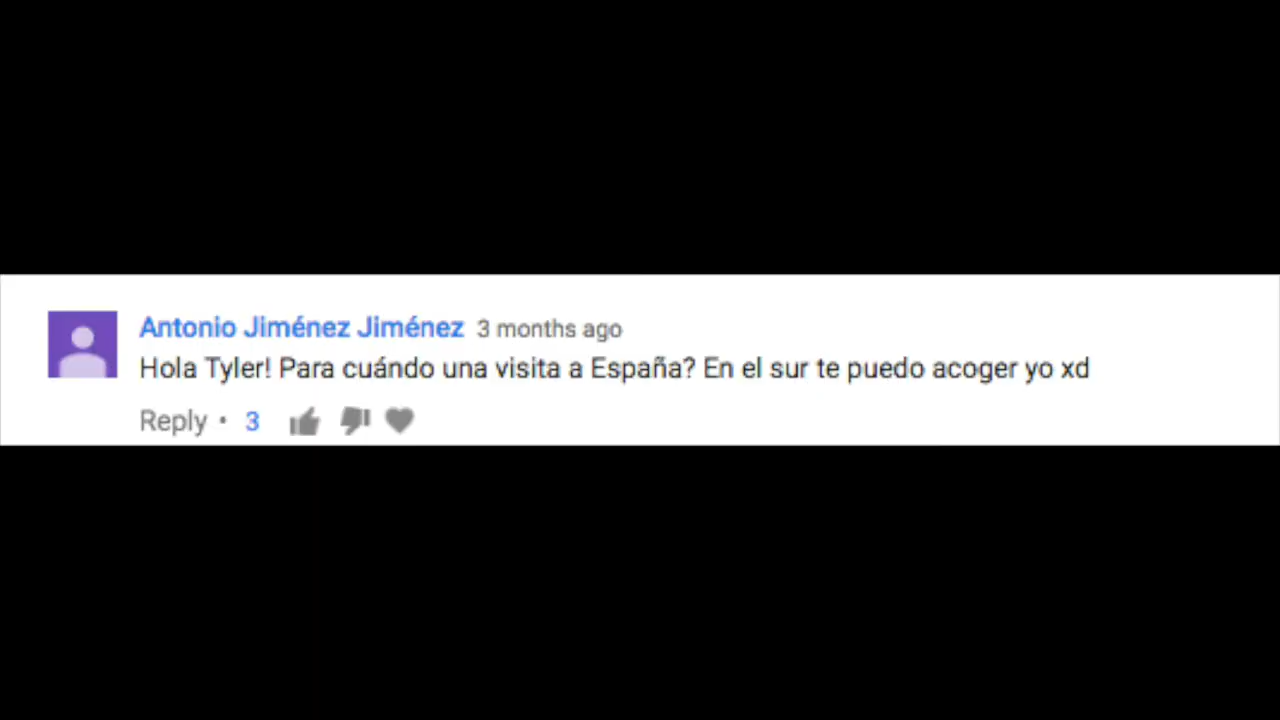 Antonio Jiménez Jiménez 3 months ago
Hola Tyler! Para cuándo una visita a España? En el sur te puedo acoger yo xd
Reply • 3